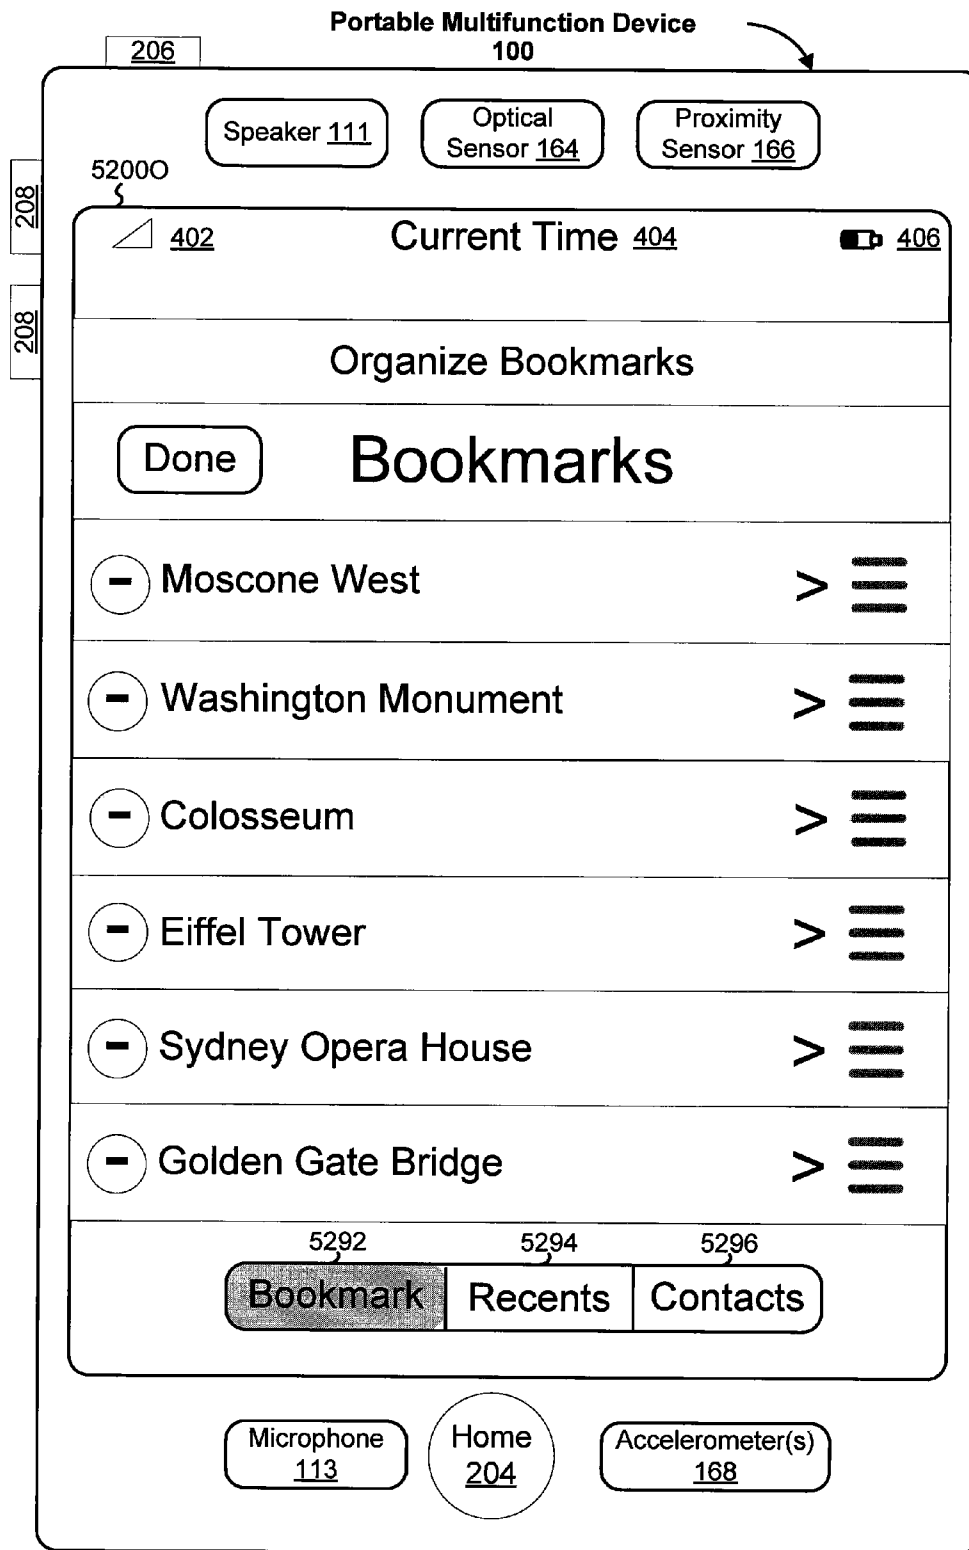 Portable Multifunction Device
100
206
Speaker 111
Optical
Sensor 164
Proximity
Sensor 166
5200O
208
208
402
Current Time 404
406
Organize Bookmarks
Done
Bookmarks
- Moscone West >
- Washington Monument >
- Colosseum >
- Eiffel Tower >
- Sydney Opera House >
- Golden Gate Bridge >
5292
5294
5296
Bookmark
Recents
Contacts
Microphone
113
Home
204
Accelerometer(s)
168